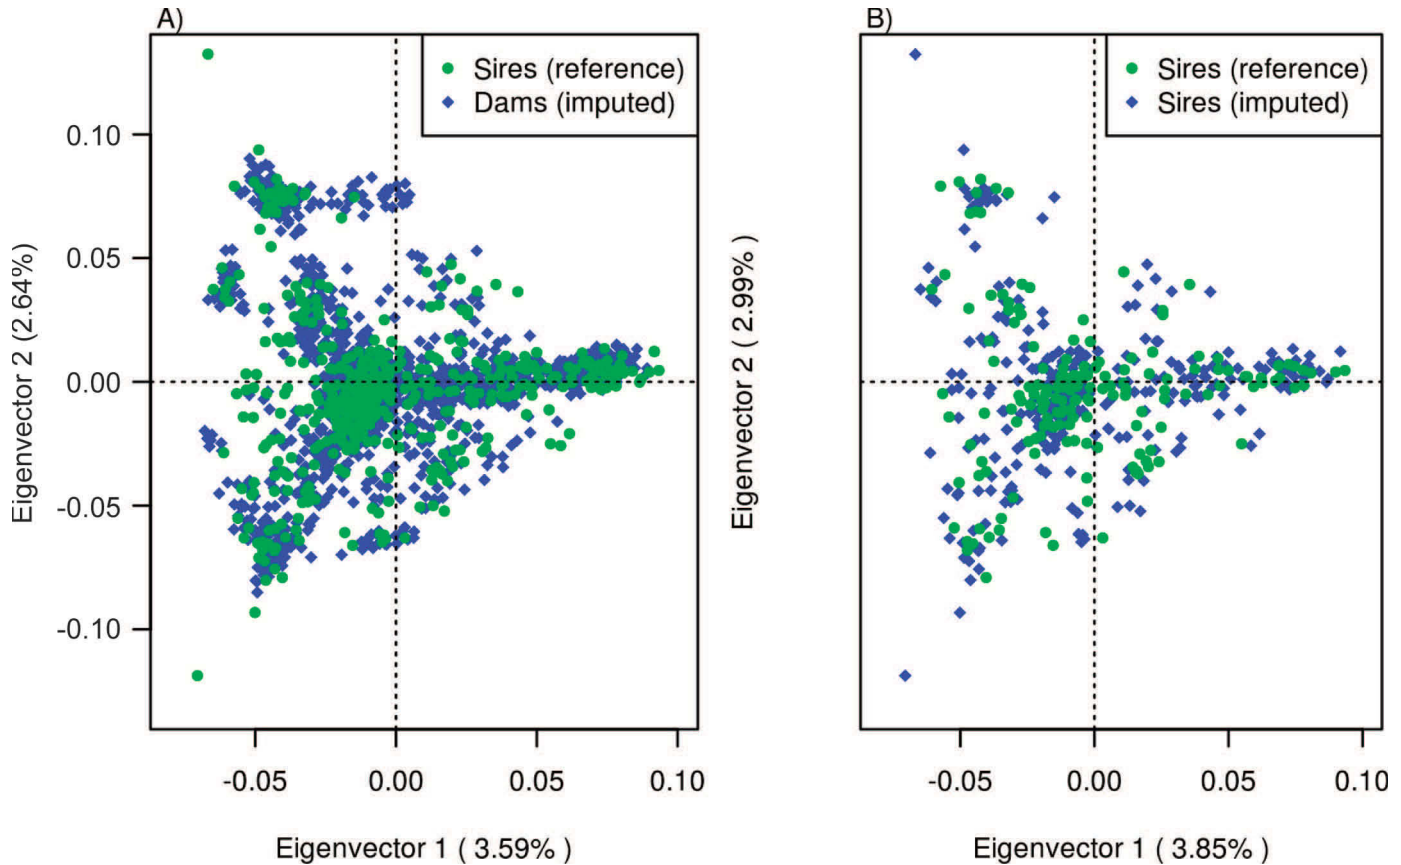 A)
Sires (reference)
Dams (imputed)
0.10
0.05
0.00
-0.05
-0.10
Eigenvector 2 (2.64%)
-0.05
0.00
0.05
0.10
Eigenvector 1 ( 3.59% )
B)
Sires (reference)
Sires (imputed)
Eigenvector 2 ( 2.99% )
-0.05
0.00
0.05
0.10
Eigenvector 1 ( 3.85% )